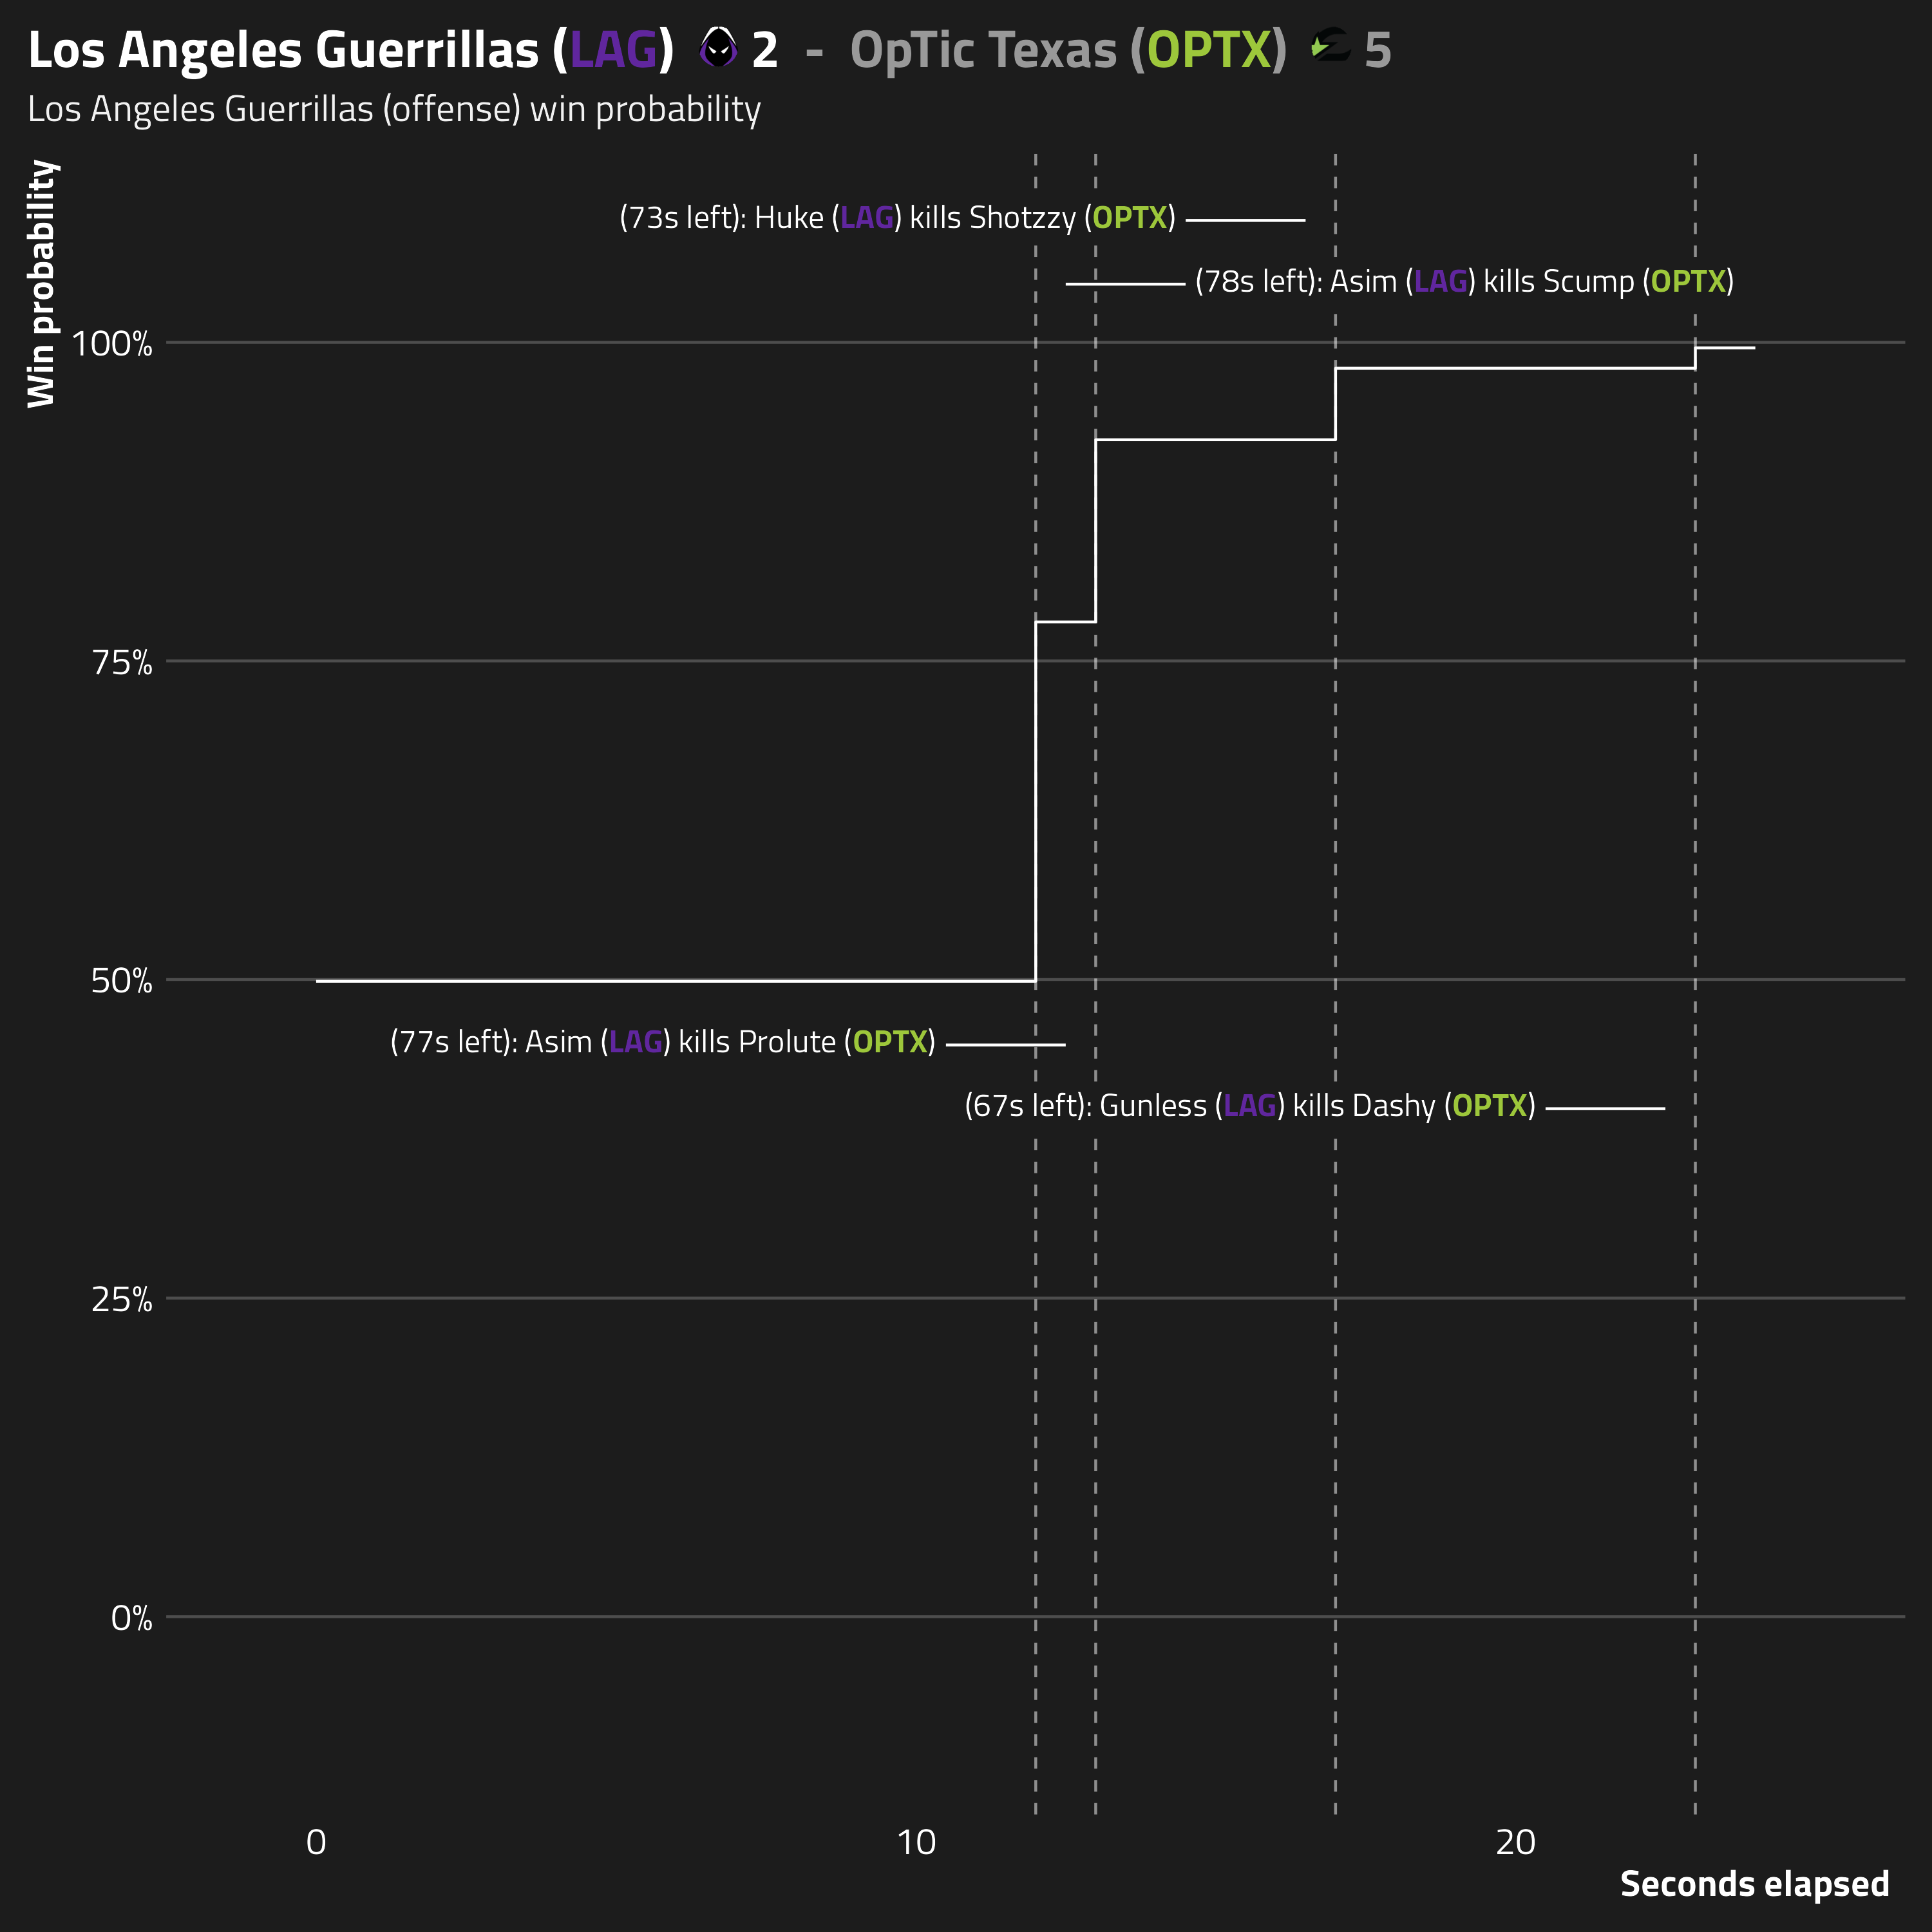 Los Angeles Guerrillas (LAG) 2 - OpTic Texas (OPTX) 5
Los Angeles Guerrillas (offense) win probability
Win probability
(73s left): Huke (LAG) kills Shotzzy (OPTX)
(78s left): Asim (LAG) kills Scump (OPTX)
100%
75%
50%
(77s left): Asim (LAG) kills Prolute (OPTX)
(67s left): Gunless (LAG) kills Dashy (OPTX)
25%
0%
0 10 20
Seconds elapsed